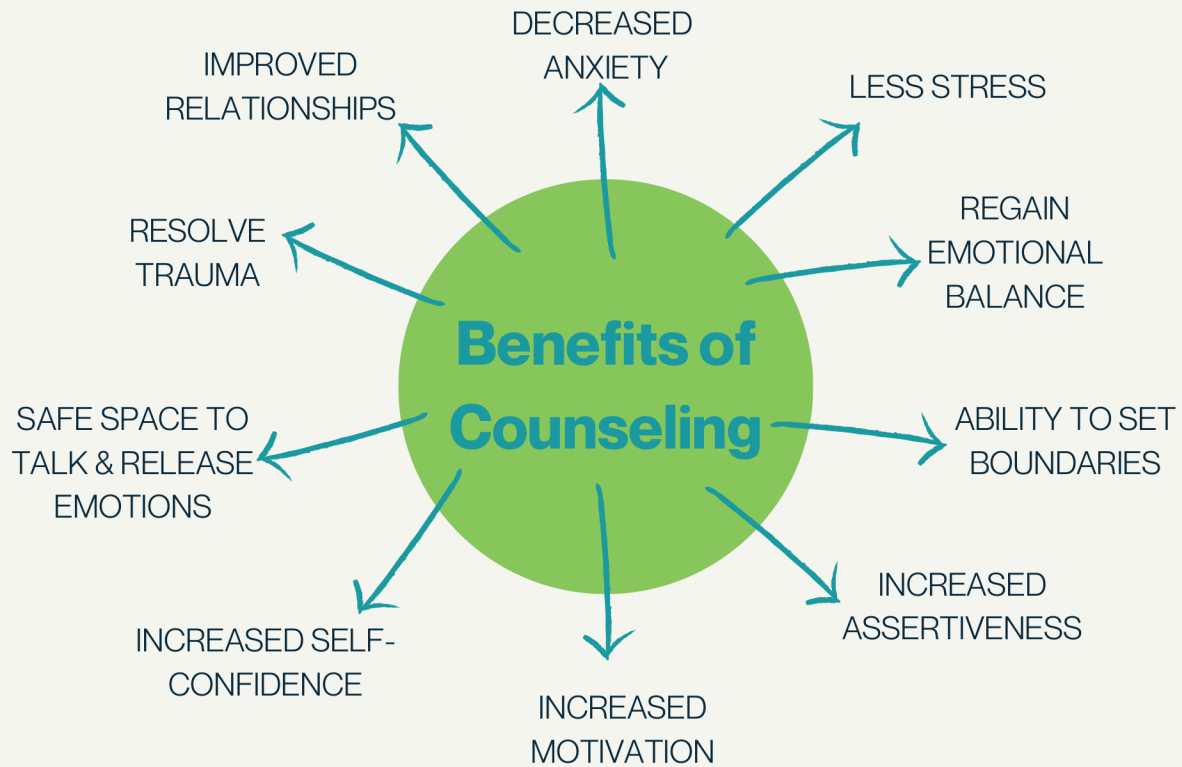 DECREASED
ANXIETY
IMPROVED
RELATIONSHIPS
LESS STRESS
RESOLVE
TRAUMA
REGAIN
EMOTIONAL
BALANCE
Benefits of
Counseling
SAFE SPACE TO
TALK & RELEASE
EMOTIONS
ABILITY TO SET
BOUNDARIES
INCREASED SELF-
CONFIDENCE
INCREASED
ASSERTIVENESS
INCREASED
MOTIVATION